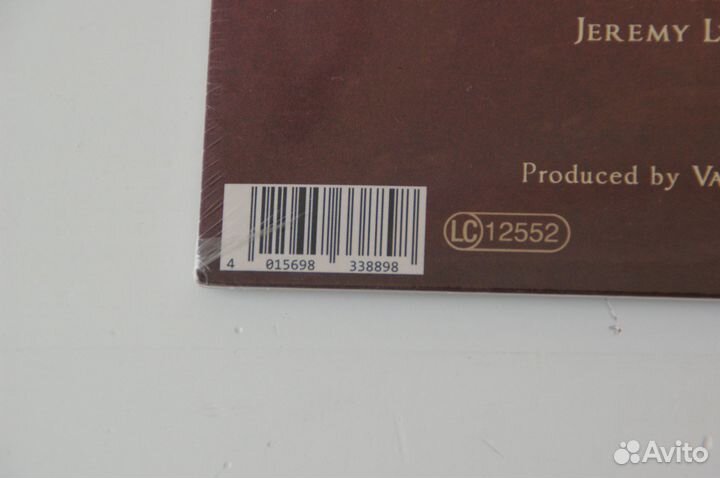 JEREMY
Produced by
LC 12552
4 015698 338898
Avito